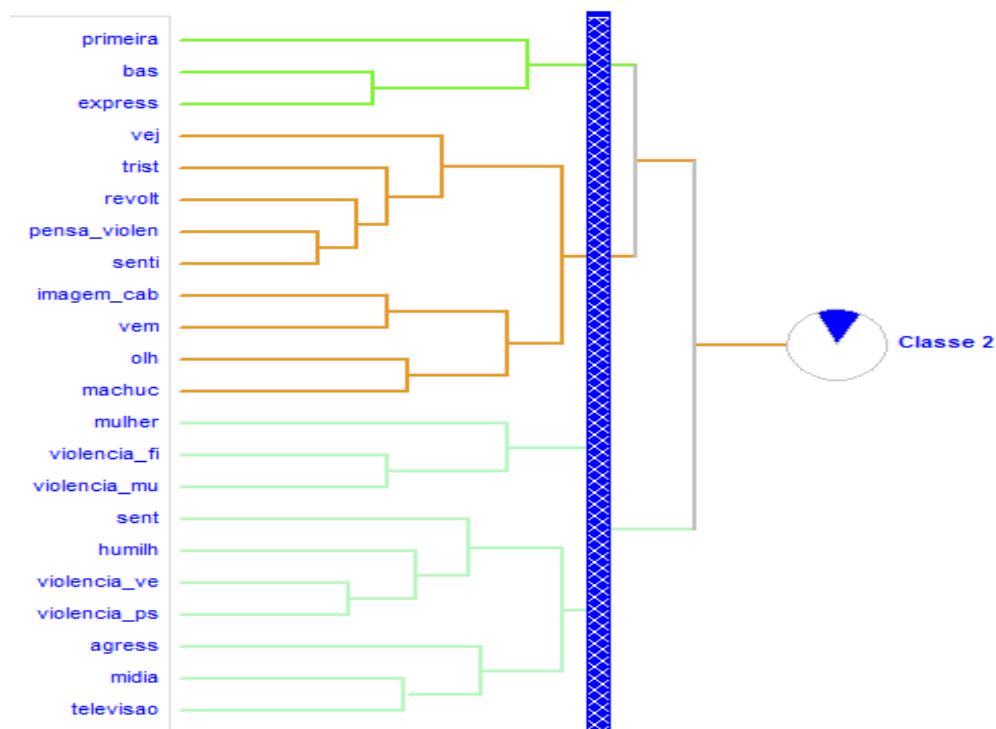 primeira
bas
express
vej
trist
revolt
pensa_violen
senti
imagem_cab
vem
olh
machuc
Classe 2
mulher
violencia_fi
violencia_mu
sent
humilh
violencia_ve
violencia_ps
agress
midia
televisao